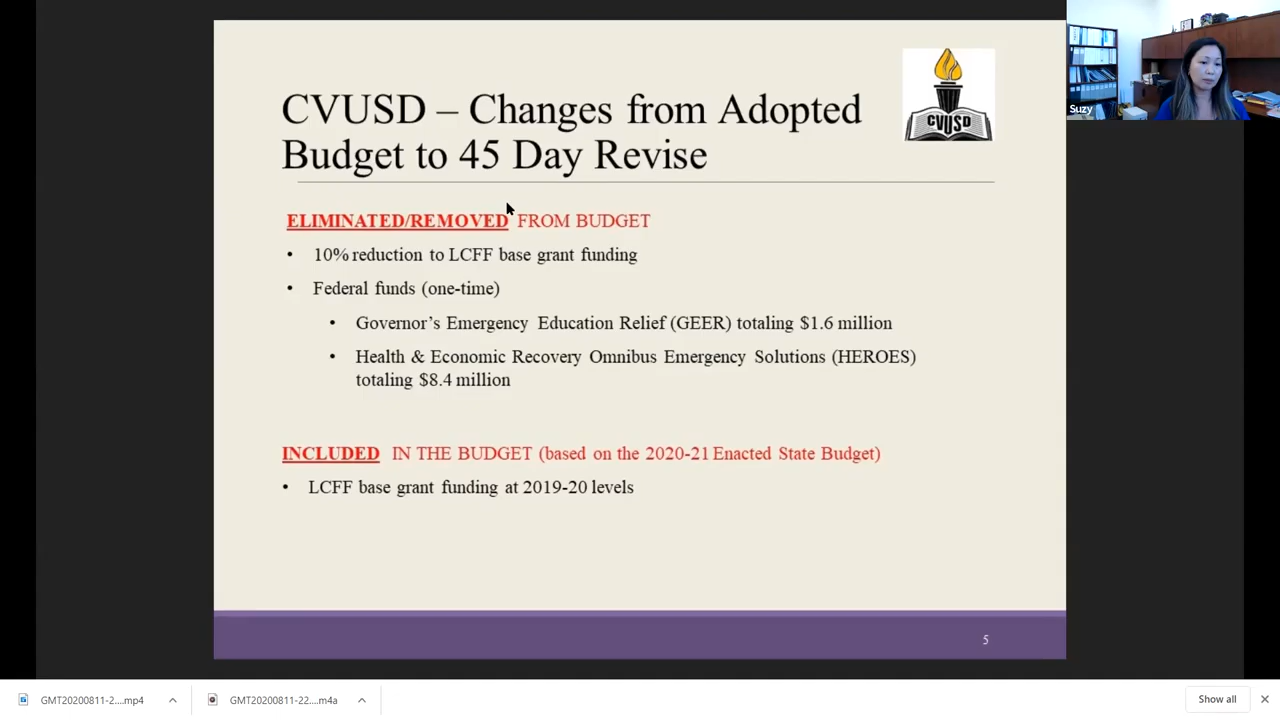 CVUSD – Changes from Adopted
Budget to 45 Day Revise
CVUSD
Suzy
ELIMINATED/REMOVED FROM BUDGET
• 10% reduction to LCFF base grant funding
• Federal funds (one-time)
• Governor’s Emergency Education Relief (GEER) totaling $1.6 million
• Health & Economic Recovery Omnibus Emergency Solutions (HEROES)
totaling $8.4 million
INCLUDED IN THE BUDGET (based on the 2020-21 Enacted State Budget)
• LCFF base grant funding at 2019-20 levels
5
GMT20200811-2....mp4
GMT20200811-22....m4a
Show all